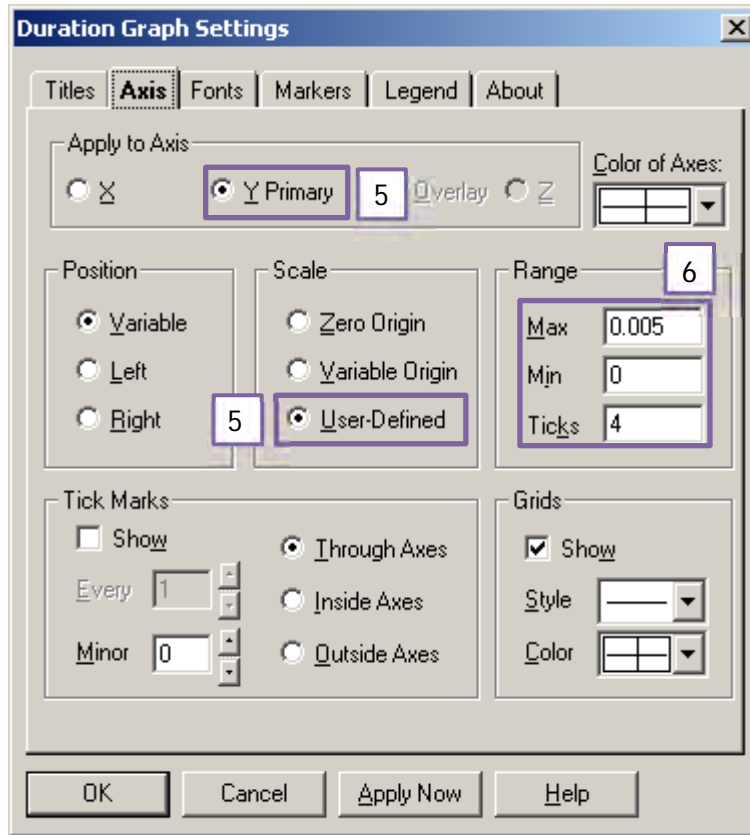 Duration Graph Settings
Titles Axis Fonts Markers Legend About
Apply to Axis
X Y Primary 5 Overlay Z
Color of Axes:
Position
Variable
Left
Right
Scale
Zero Origin
Variable Origin
5 User-Defined
Range 6
Max 0.005
Min 0
Ticks 4
Tick Marks
Show
Every 1
Minor 0
Through Axes
Inside Axes
Outside Axes
Grids
Show
Style
Color
OK Cancel Apply Now Help